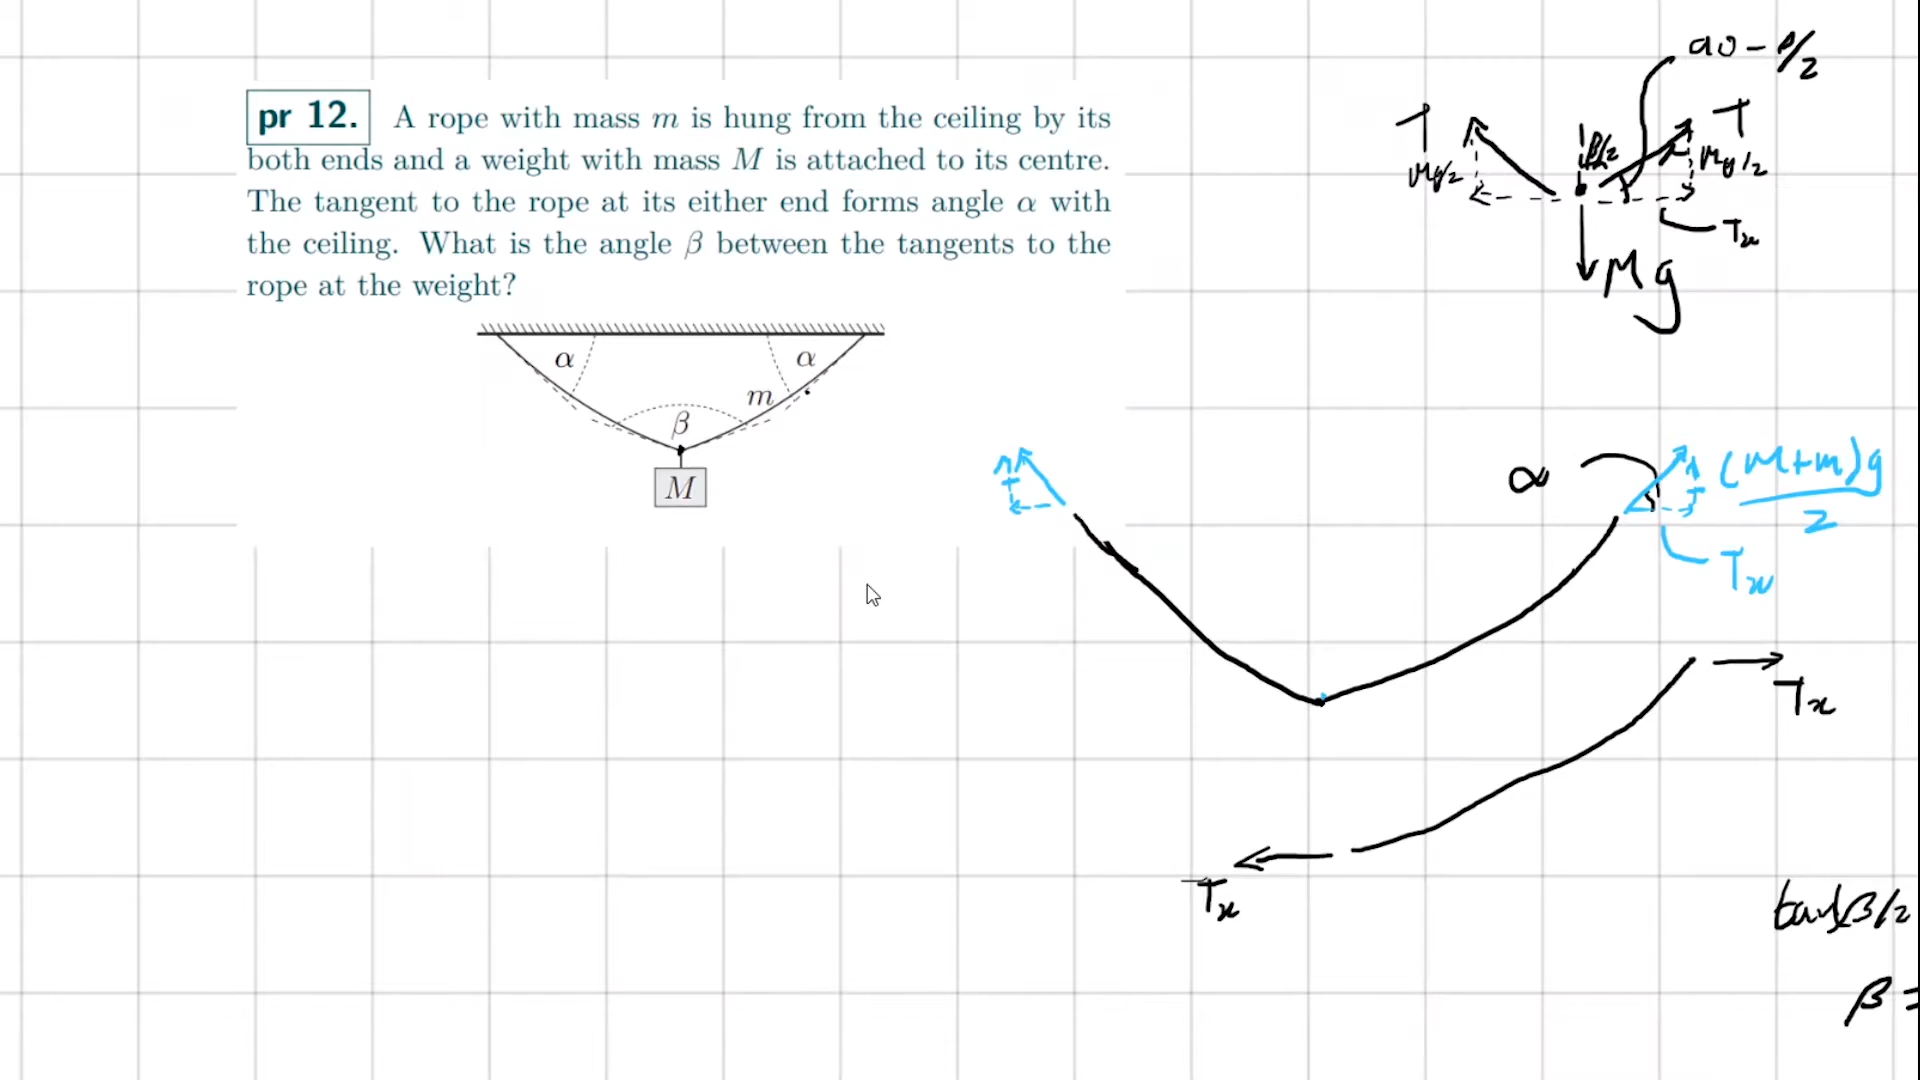 pr 12. A rope with mass m is hung from the ceiling by its
both ends and a weight with mass M is attached to its centre.
The tangent to the rope at its either end forms angle α with
the ceiling. What is the angle β between the tangents to the
rope at the weight?
α α
m
β
M
90 - β/2
T T
β/2
Mg/2 Mg/2
Tx
Mg
α
(M+m)g
2
Tx
Tx
Tx
tan β/2
β =